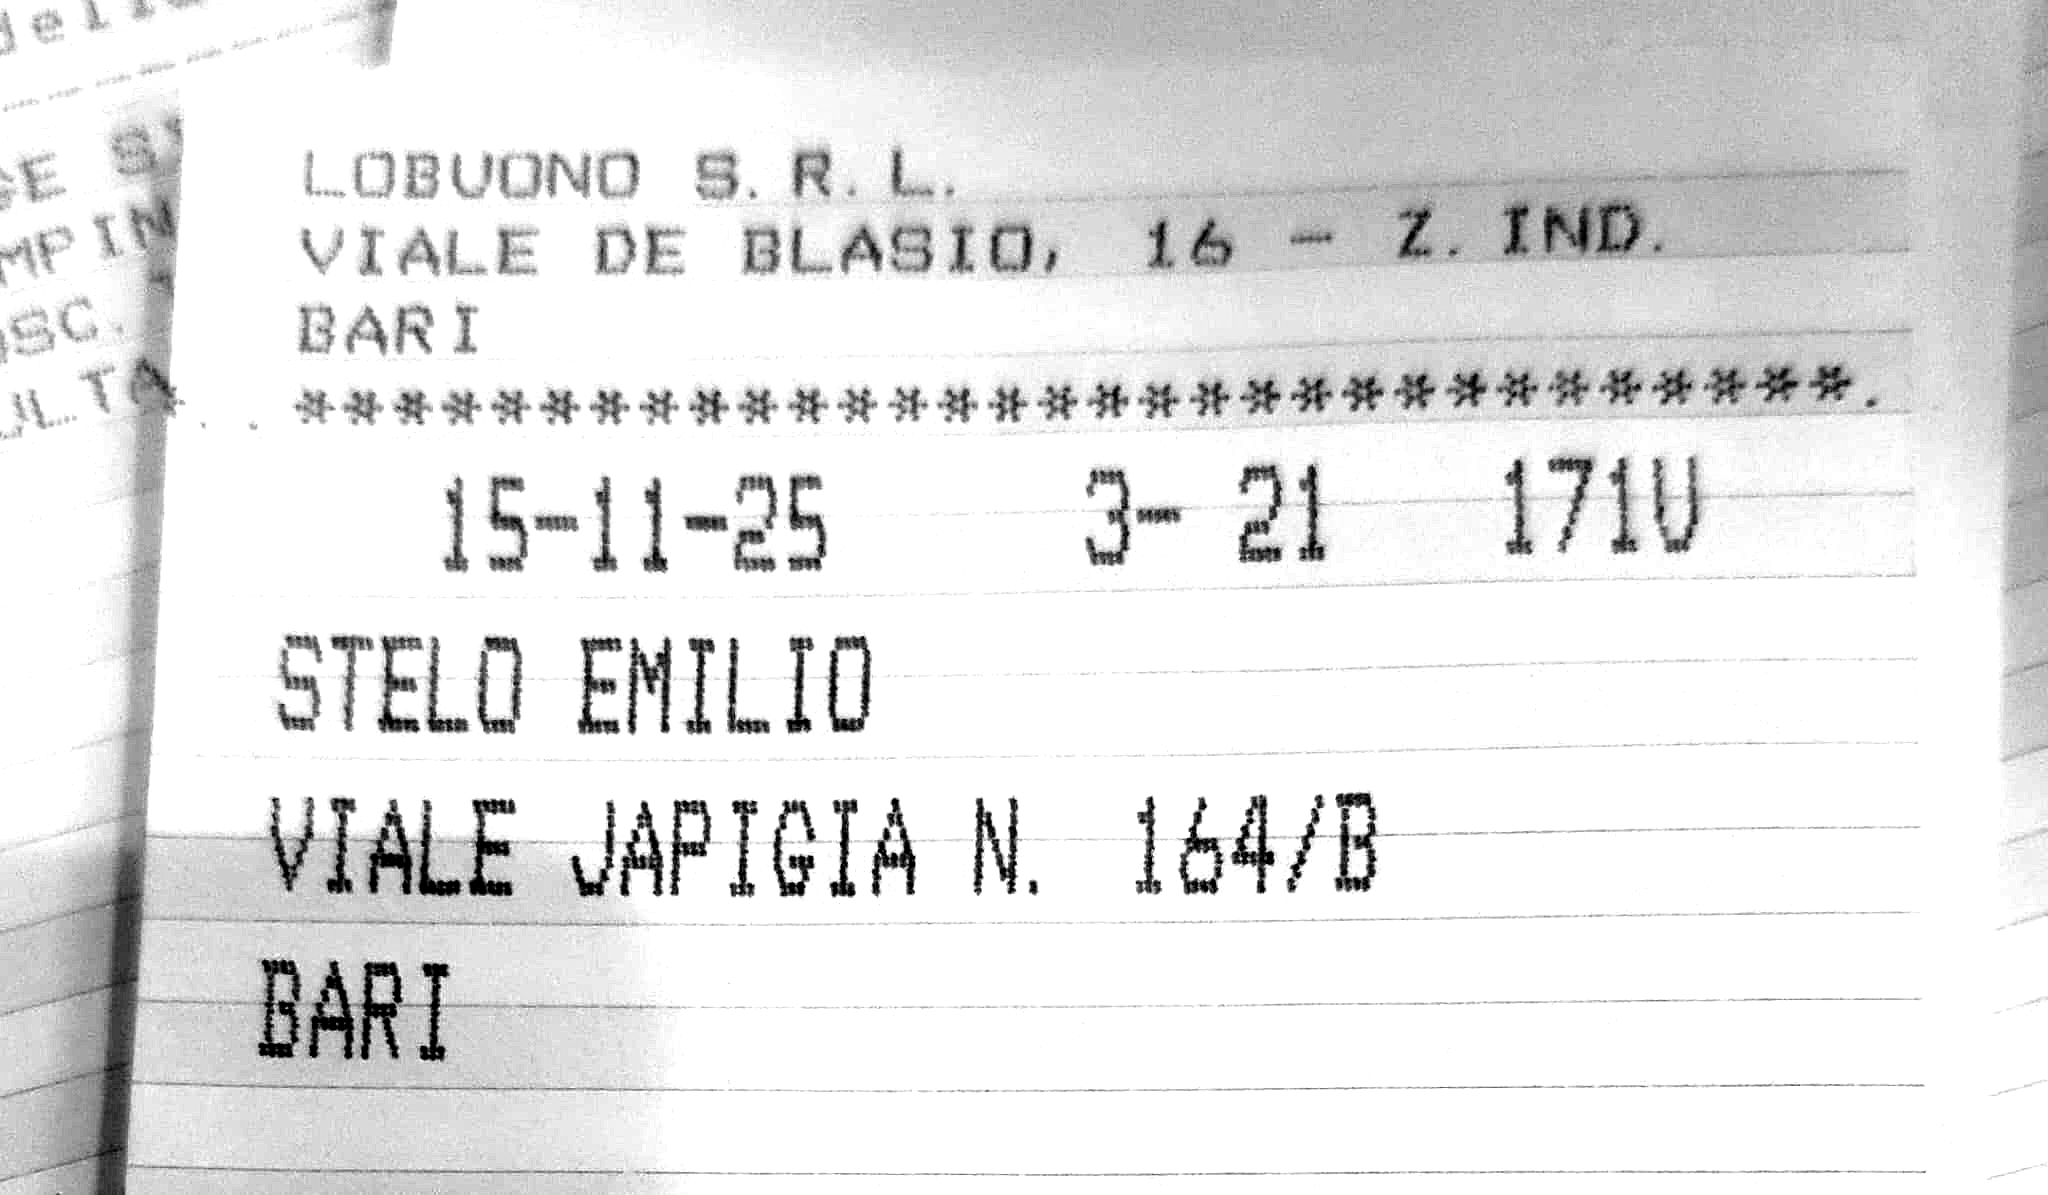 LOBUONO S.R.L.
VIALE DE BLASIO, 16 - Z.IND.
BARI
*******************************.
15-11-25 3- 21 171U
STELO EMILIO
VIALE JAPIGIA N. 164/B
BARI